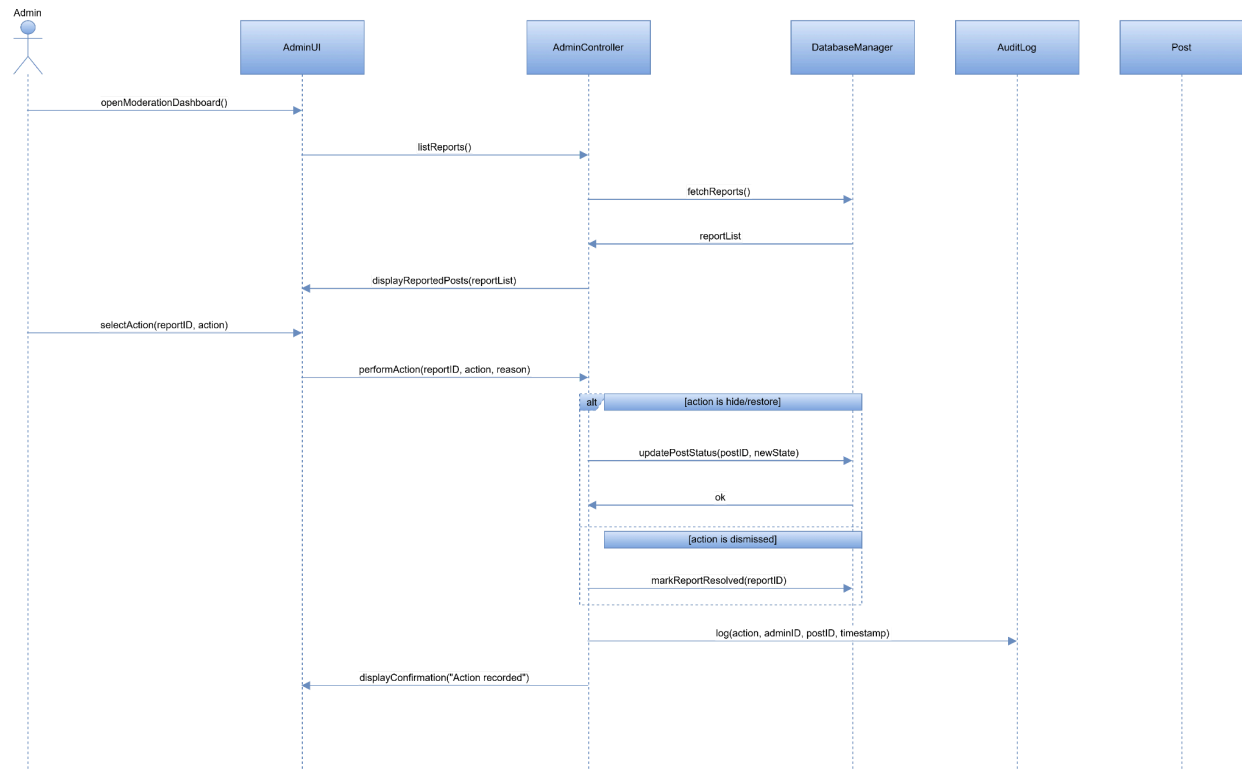 Admin
AdminUI
AdminController
DatabaseManager
AuditLog
Post
openModerationDashboard()
listReports()
fetchReports()
reportList
displayReportedPosts(reportList)
selectAction(reportID, action)
performAction(reportID, action, reason)
alt
[action is hide/restore]
updatePostStatus(postID, newState)
ok
[action is dismissed]
markReportResolved(reportID)
log(action, adminID, postID, timestamp)
displayConfirmation("Action recorded")